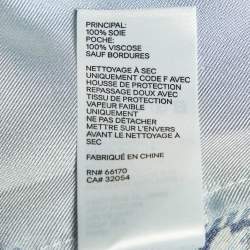 PRINCIPAL:
100% SOIE
POCHE:
100% VISCOSE
SAUF BORDURES
NETTOYAGE À SEC
UNIQUEMENT CODE F AVEC
HOUSSE DE PROTECTION
REPASSAGE DOUX AVEC
TISSU DE PROTECTION
VAPEUR FAIBLE
UNIQUEMENT
NE PAS DÉTACHER
METTRE SUR L'ENVERS
AVANT LE NETTOYAGE À
SEC
FABRIQUÉ EN CHINE
RN# 66170
CA# 32054